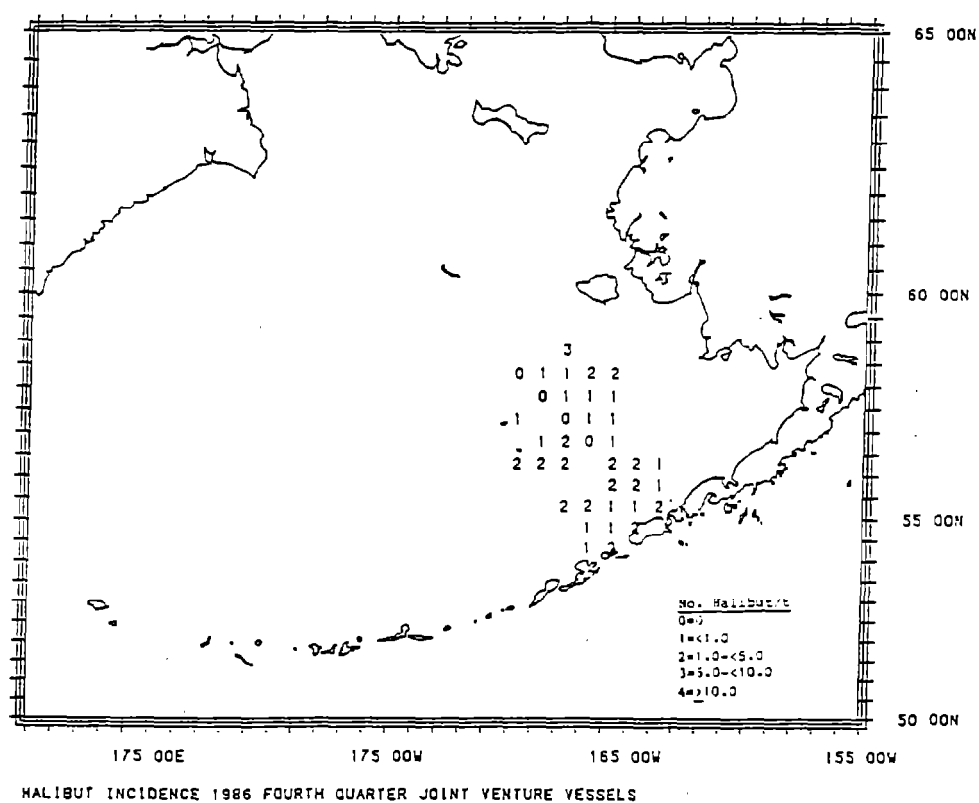 65 00N
60 00N
3
0 1 1 2 2
0 1 1 1
1 0 1 1
1 2 0 1
2 2 2 2 2 1
2 2 1
2 2 1 1 2
1 1
1
55 00N
No. Halibut/t
0=0
1=<1.0
2=1.0-<5.0
3=5.0-<10.0
4=>10.0
50 00N
175 00E 175 00W 165 00W 155 00W
HALIBUT INCIDENCE 1986 FOURTH QUARTER JOINT VENTURE VESSELS